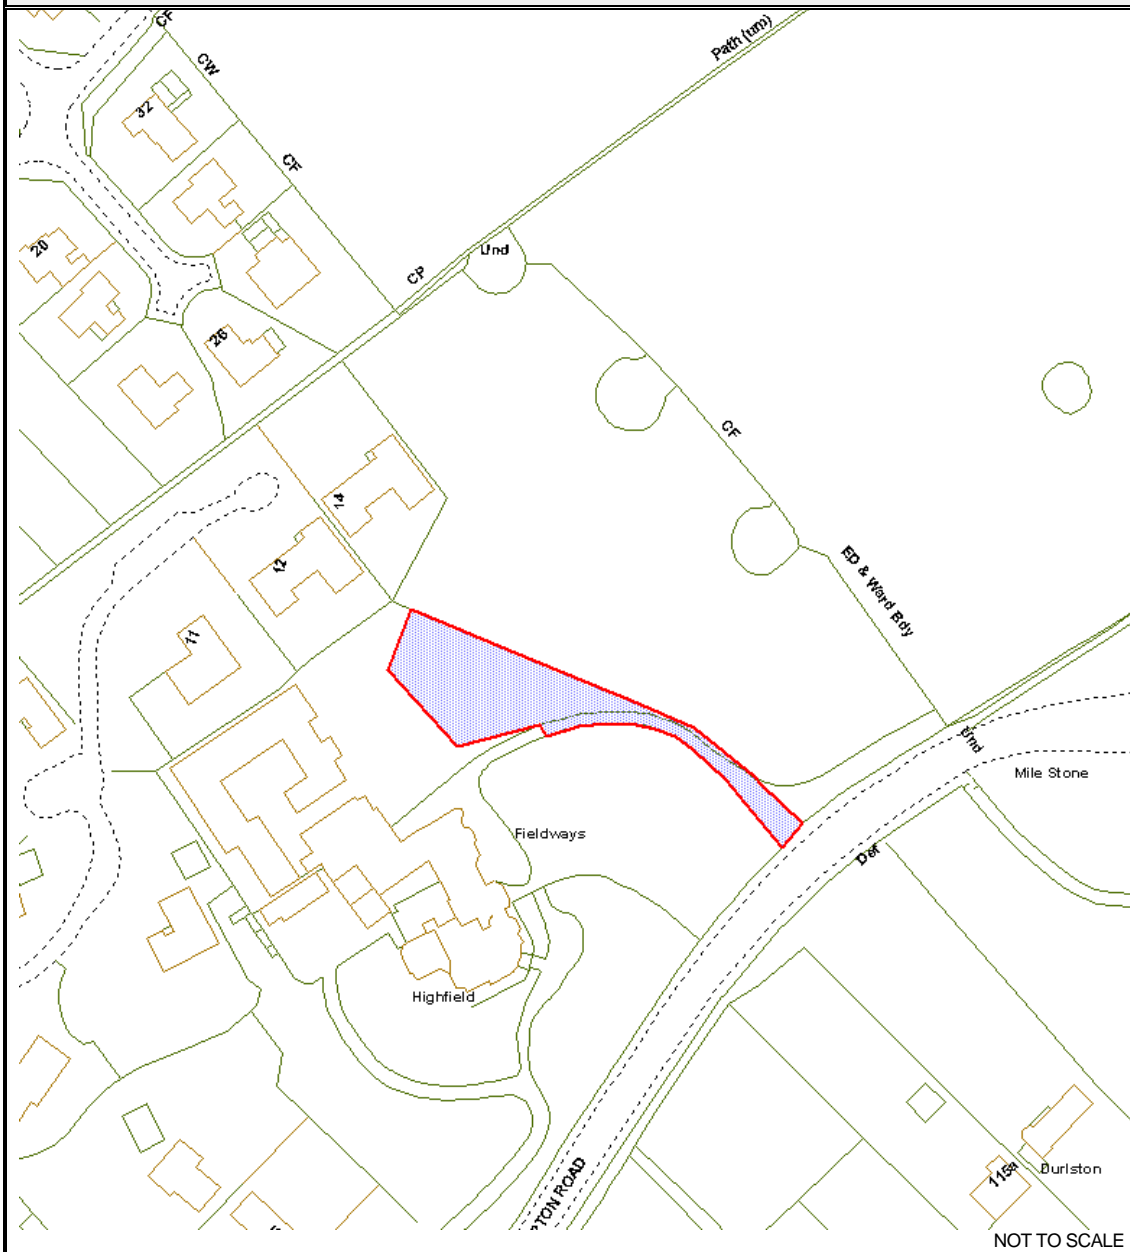 CF
CW
Path (um)
32
CF
20
Und
CP
26
CF
14
12
ED & Ward Bdy
11
Und
Mile Stone
Fieldways
Def
Highfield
PTON ROAD
115a
Durlston
NOT TO SCALE